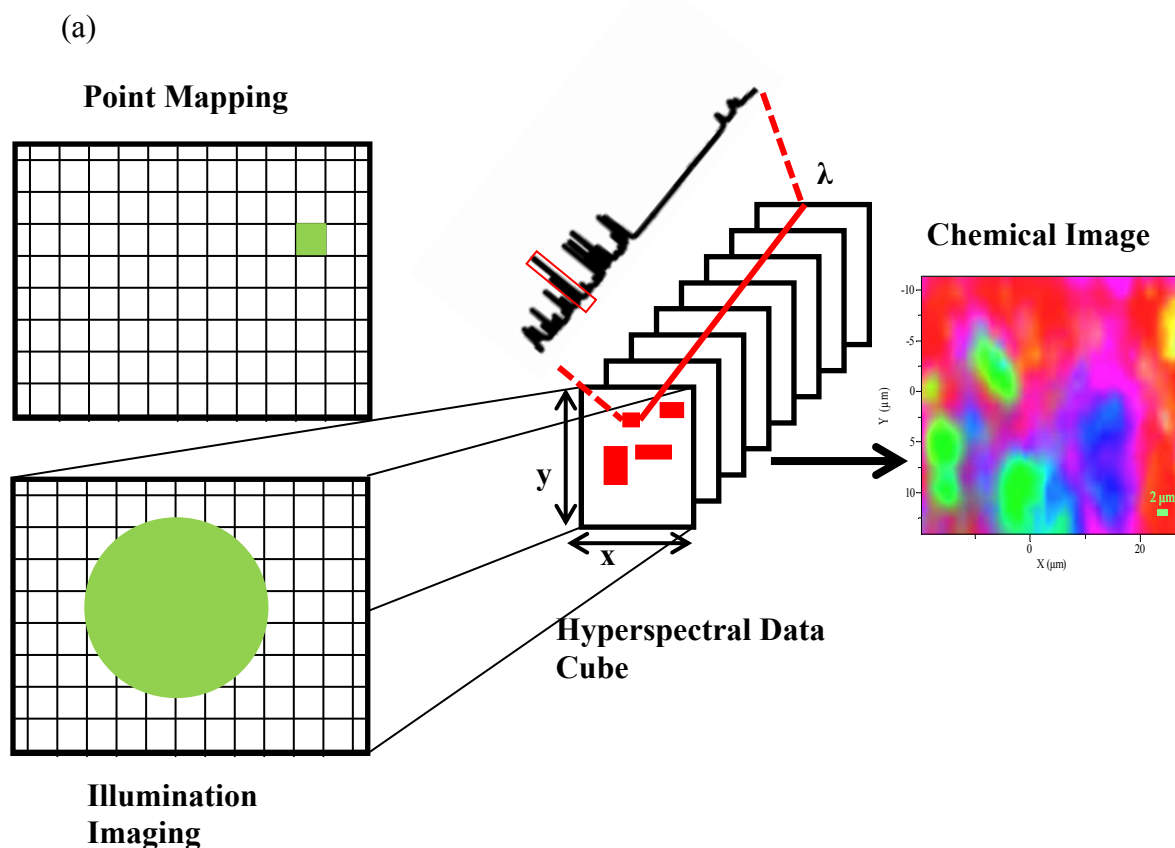 (a)
Point Mapping
λ
Chemical Image
-10
-5
0
5
10
Y (μm)
2 μm
0
20
X (μm)
y
x
Hyperspectral Data
Cube
Illumination
Imaging